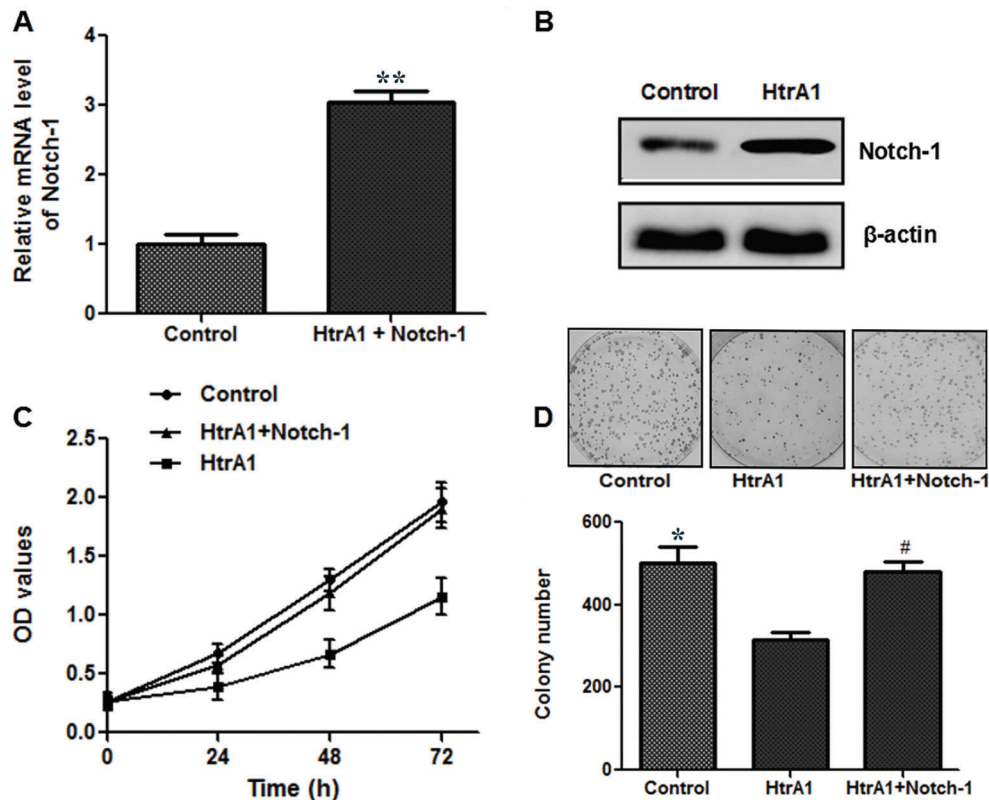 A
Relative mRNA level
of Notch-1
4
3
2
1
0
**
Control
HtrA1 + Notch-1
B
Control
HtrA1
Notch-1
β-actin
C
Control
HtrA1+Notch-1
HtrA1
OD values
2.5
2.0
1.5
1.0
0.5
0.0
0
24
48
72
Time (h)
D
Control
HtrA1
HtrA1+Notch-1
Colony number
600
400
200
0
*
#
Control
HtrA1
HtrA1+Notch-1